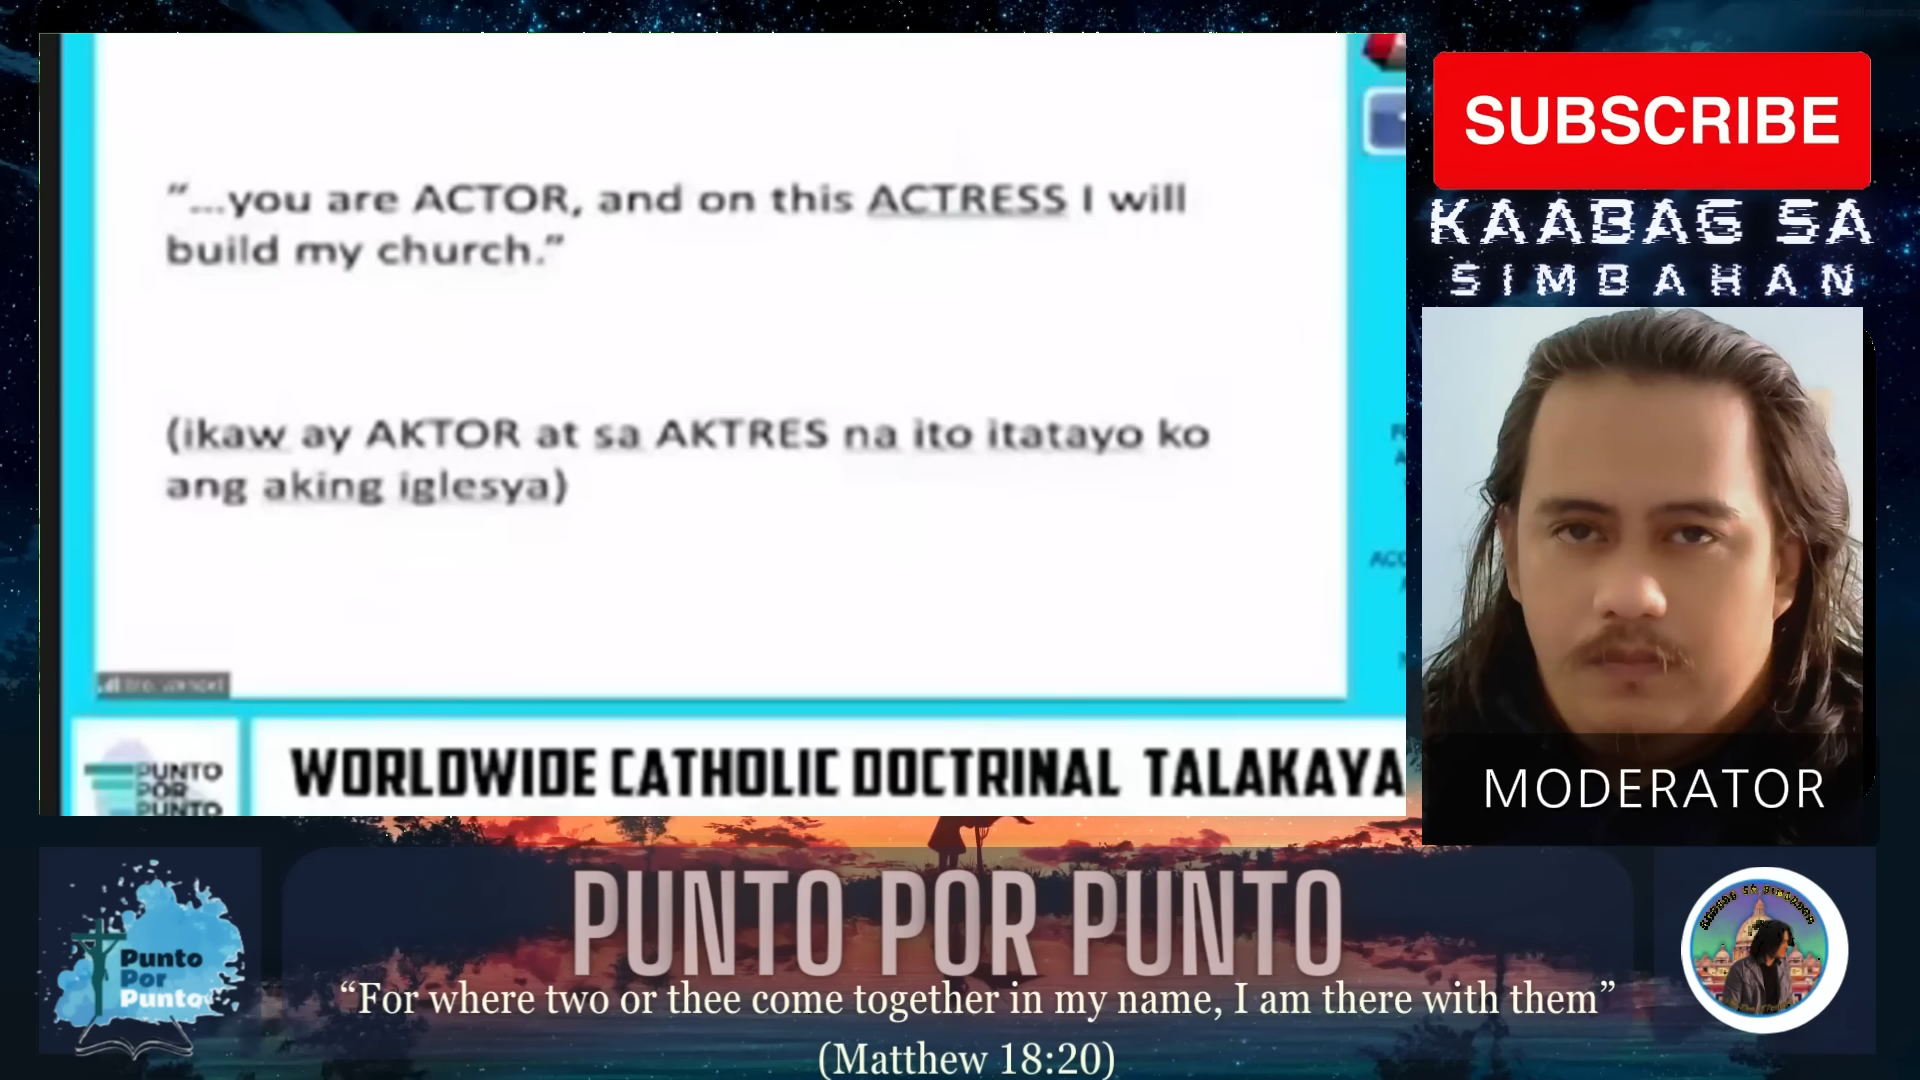 "...you are ACTOR, and on this ACTRESS I will
build my church."
(ikaw ay AKTOR at sa AKTRES na ito itatayo ko
ang aking iglesya)
PUNTO
POR
PUNTO
WORLDWIDE CATHOLIC DOCTRINAL TALAKAYA
SUBSCRIBE
KAABAG SA
SIMBAHAN
MODERATOR
Punto
Por
Punto
PUNTO POR PUNTO
“For where two or thee come together in my name, I am there with them”
(Matthew 18:20)
KAABAG SA SIMBAHAN